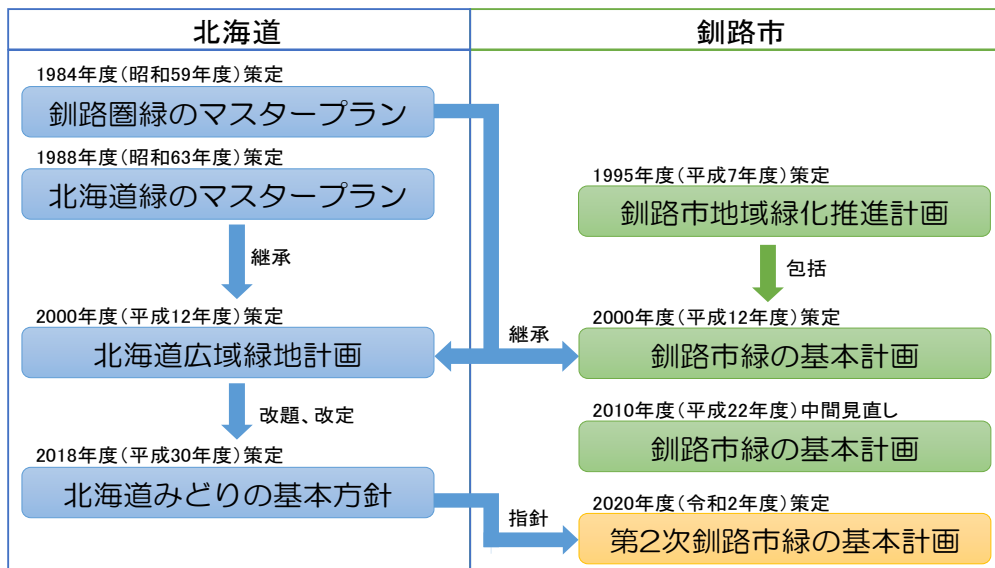 北海道
釧路市
1984年度（昭和59年度）策定
釧路圏緑のマスタープラン
1988年度（昭和63年度）策定
北海道緑のマスタープラン
継承
2000年度（平成12年度）策定
北海道広域緑地計画
改題、改定
2018年度（平成30年度）策定
北海道みどりの基本方針
1995年度（平成7年度）策定
釧路市地域緑化推進計画
包括
継承
2000年度（平成12年度）策定
釧路市緑の基本計画
2010年度（平成22年度）中間見直し
釧路市緑の基本計画
指針
2020年度（令和2年度）策定
第2次釧路市緑の基本計画